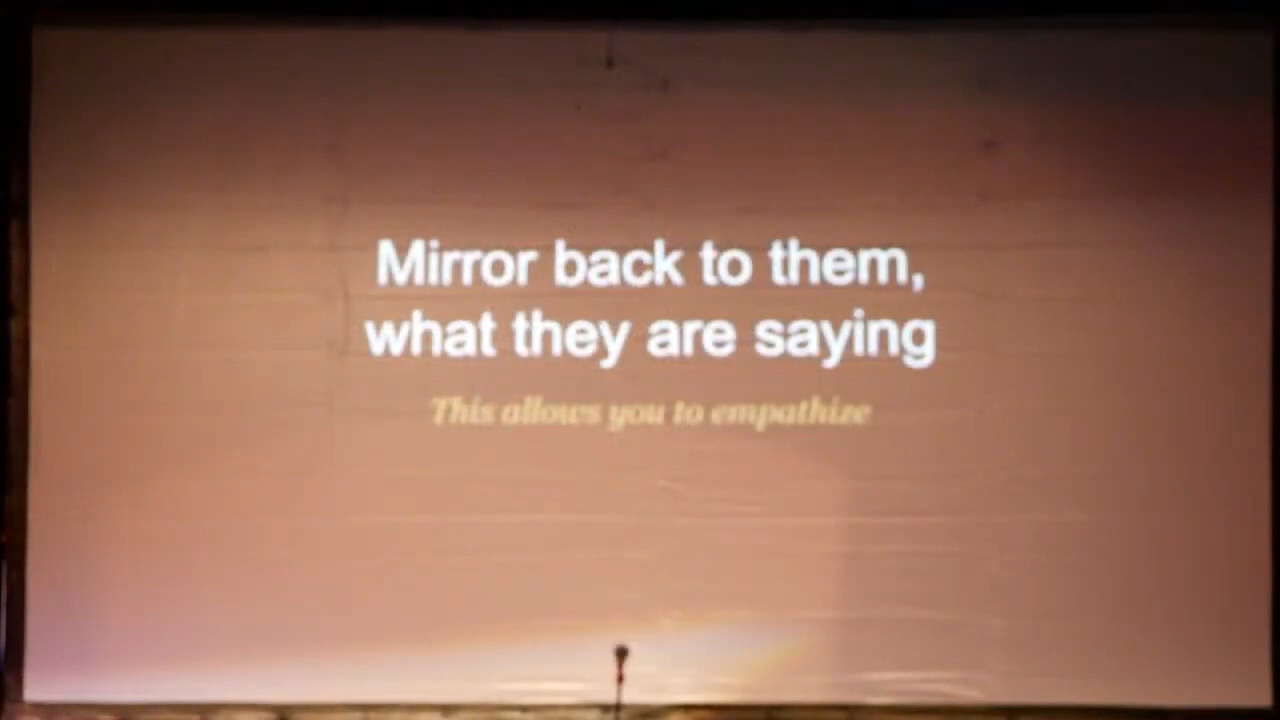 Mirror back to them,
what they are saying
This allows you to empathize